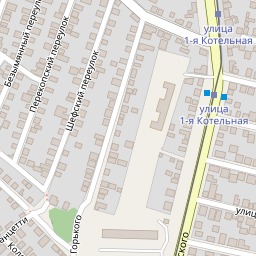 улица
1-я Котельная
Безымянный переулок
Перекопский переулок
Шефский переулок
улица
1-я Котельная
Горького
улица